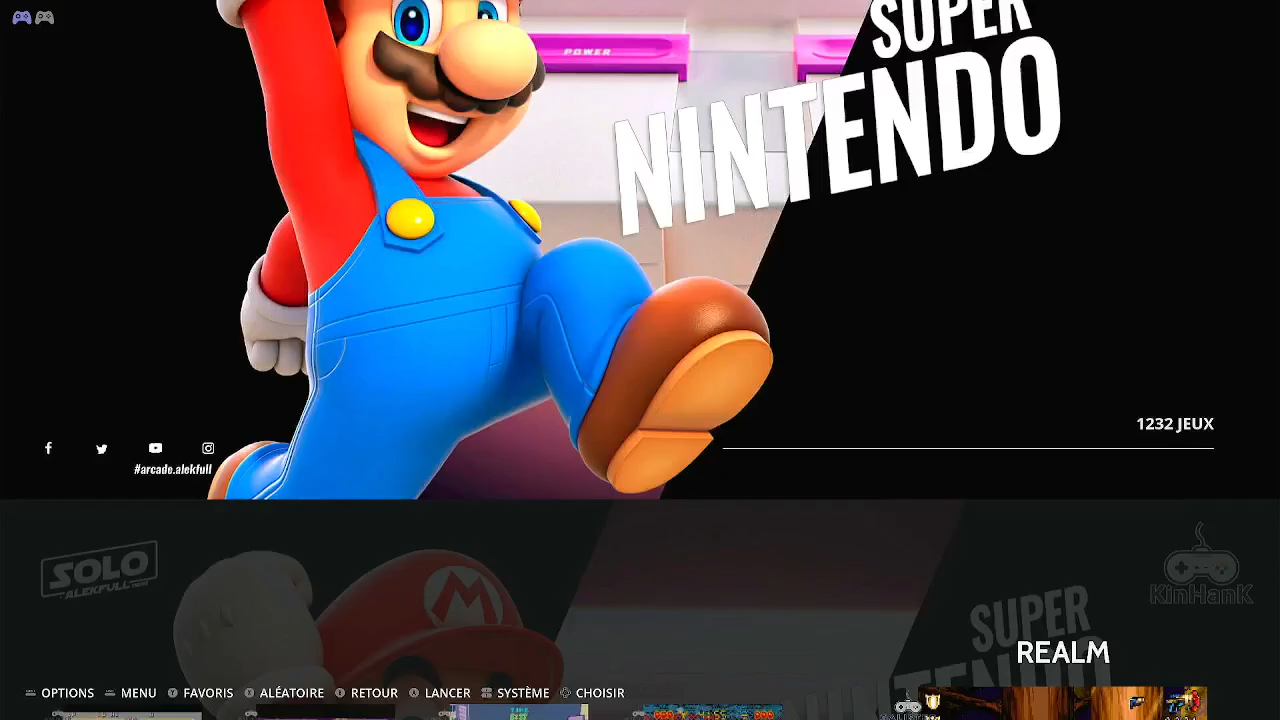 POWER
SUPER
NINTENDO
1232 JEUX
#arcade.alekfull
SOLO
ALEKFULL
KinHanK
SUPER
REALM
OPTIONS MENU FAVORIS ALÉATOIRE RETOUR LANCER SYSTÈME CHOISIR